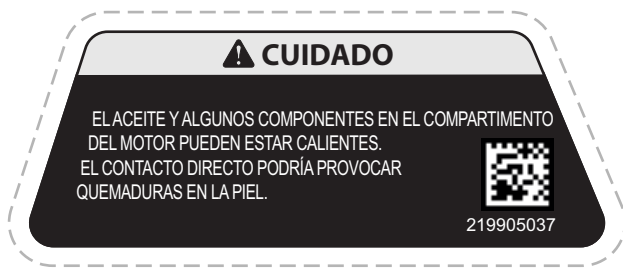 CUIDADO
EL ACEITE Y ALGUNOS COMPONENTES EN EL COMPARTIMENTO
DEL MOTOR PUEDEN ESTAR CALIENTES.
EL CONTACTO DIRECTO PODRÍA PROVOCAR
QUEMADURAS EN LA PIEL.
219905037